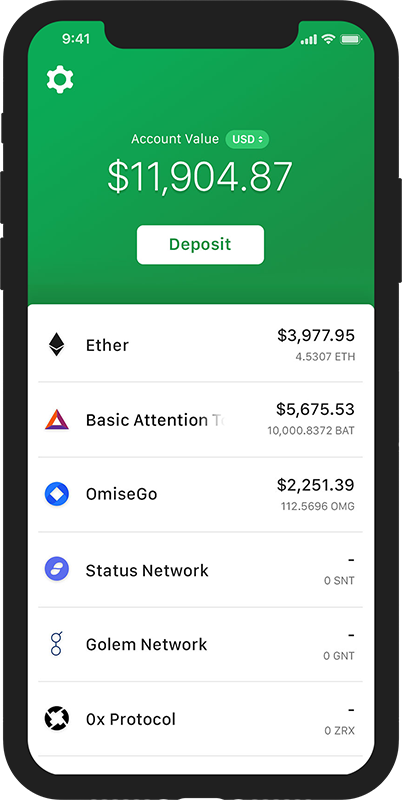 9:41
Account Value USD
$11,904.87
Deposit
Ether
$3,977.95
4.5307 ETH
Basic Attention T
$5,675.53
10,000.8372 BAT
OmiseGo
$2,251.39
112.5696 OMG
Status Network
-
0 SNT
Golem Network
-
0 GNT
0x Protocol
-
0 ZRX